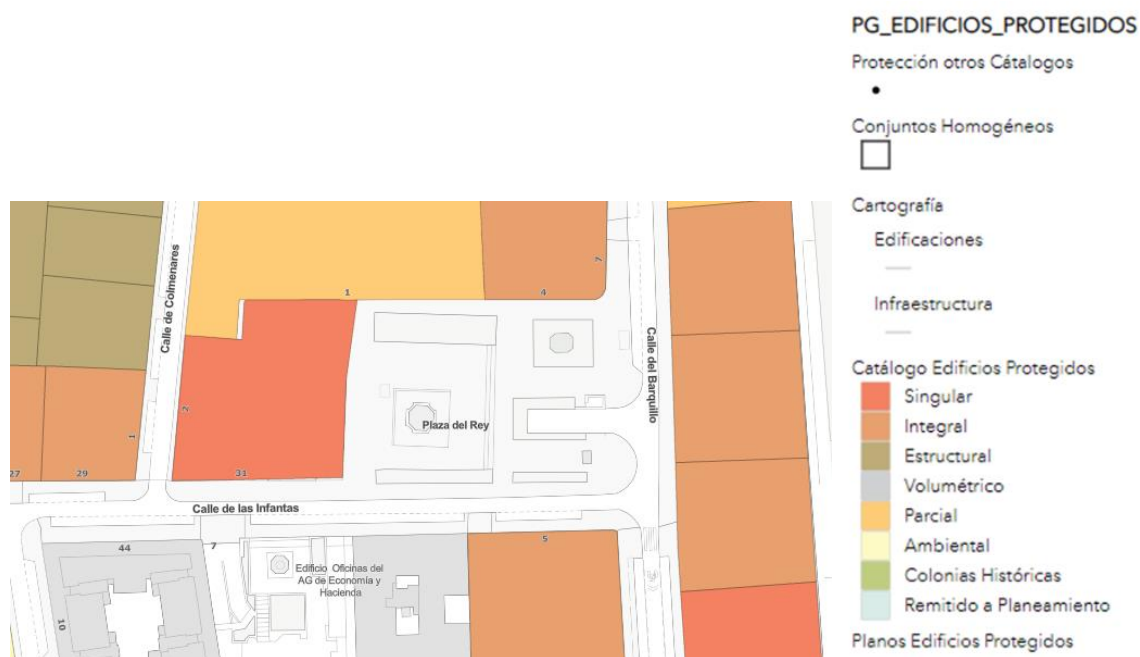 PG_EDIFICIOS_PROTEGIDOS
Protección otros Cátalogos
Conjuntos Homogéneos
Cartografía
Edificaciones
Infraestructura
Catálogo Edificios Protegidos
Singular
Integral
Estructural
Volumétrico
Parcial
Ambiental
Colonias Históricas
Remitido a Planeamiento
Planos Edificios Protegidos
Calle de Colmenares
1
4
7
Calle del Barquillo
2
Plaza del Rey
1
27
29
31
Calle de las Infantas
44
7
5
Edificio Oficinas del
AG de Economía y
Hacienda
10